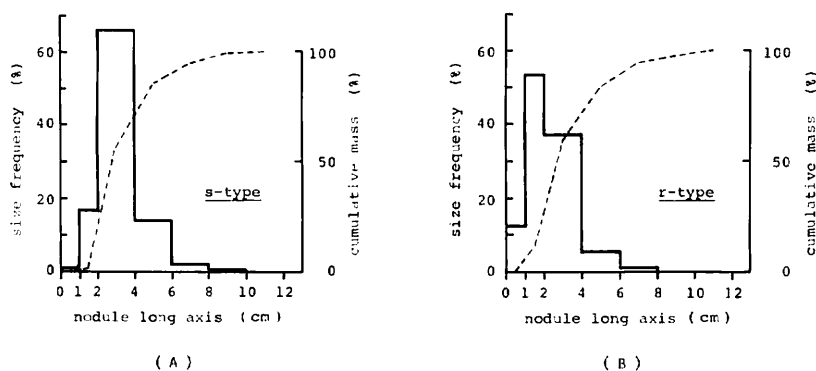 size frequency (%)
60
40
20
0
s-type
100
50
0
cumulative mass (%)
0 1 2 4 6 8 10 12
nodule long axis (cm)
(A)
size frequency (%)
60
40
20
0
r-type
100
50
0
cumulative mass (%)
0 1 2 4 6 8 10 12
nodule long axis (cm)
(B)